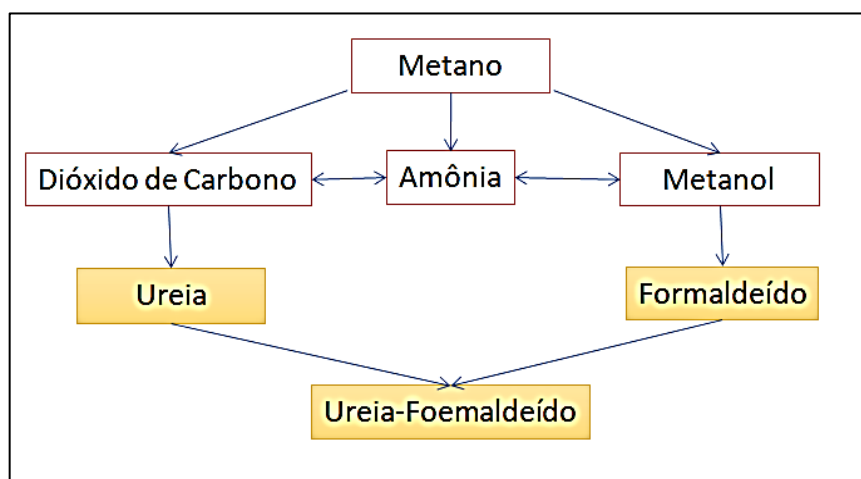 Metano
Dióxido de Carbono
Amônia
Metanol
Ureia
Formaldeído
Ureia-Foemaldeído